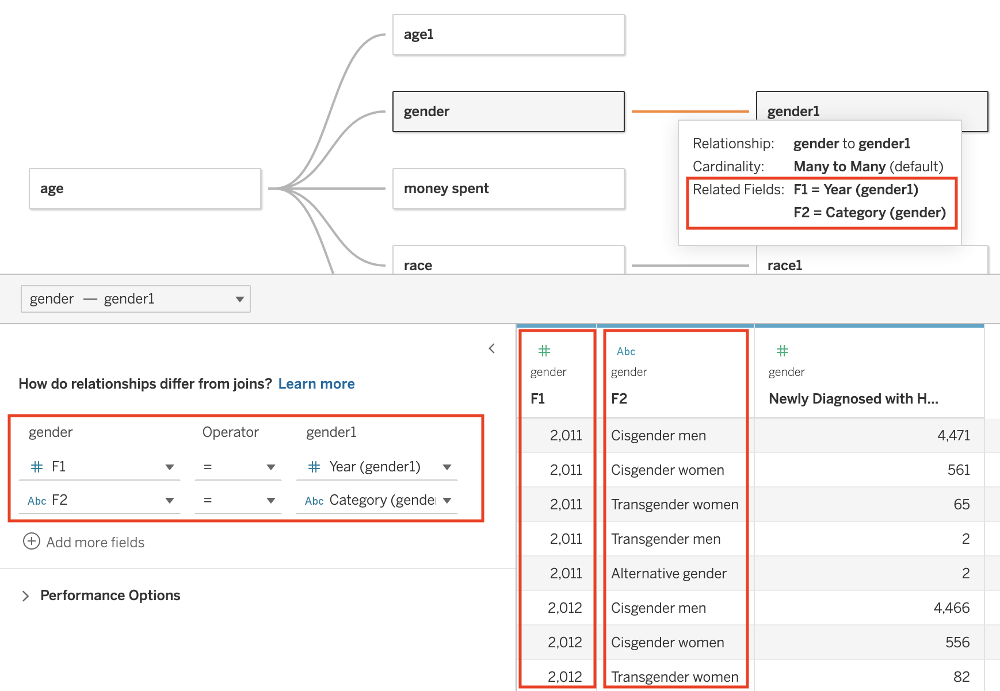 age1
gender
gender1
Relationship: gender to gender1
Cardinality: Many to Many (default)
Related Fields: F1 = Year (gender1)
F2 = Category (gender)
age
money spent
race
race1
gender — gender1
How do relationships differ from joins? Learn more
gender Operator gender1
# F1 = # Year (gender1)
Abc F2 = Abc Category (gender
Add more fields
Performance Options
# Abc #
gender gender gender
F1 F2 Newly Diagnosed with H...
2,011 Cisgender men 4,471
2,011 Cisgender women 561
2,011 Transgender women 65
2,011 Transgender men 2
2,011 Alternative gender 2
2,012 Cisgender men 4,466
2,012 Cisgender women 556
2,012 Transgender women 82